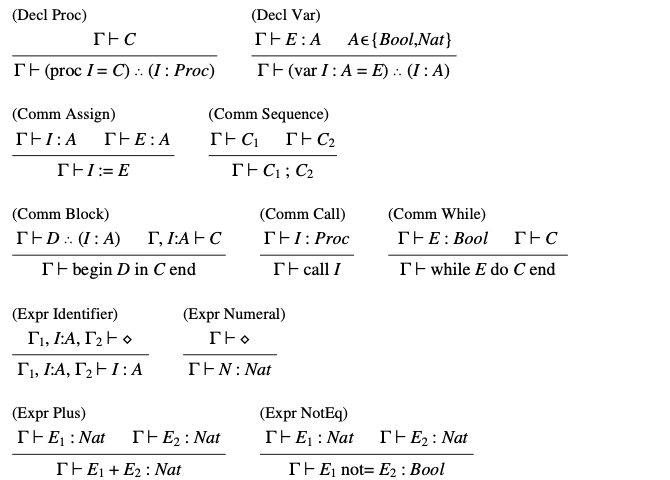 (Decl Proc) (Decl Var)
Γ ⊢ C Γ ⊢ E : A A∈{Bool,Nat}
Γ ⊢ (proc I = C) ∴ (I : Proc) Γ ⊢ (var I : A = E) ∴ (I : A)
(Comm Assign) (Comm Sequence)
Γ ⊢ I : A Γ ⊢ E : A Γ ⊢ C₁ Γ ⊢ C₂
Γ ⊢ I := E Γ ⊢ C₁ ; C₂
(Comm Block) (Comm Call) (Comm While)
Γ ⊢ D ∴ (I : A) Γ, I:A ⊢ C Γ ⊢ I : Proc Γ ⊢ E : Bool Γ ⊢ C
Γ ⊢ begin D in C end Γ ⊢ call I Γ ⊢ while E do C end
(Expr Identifier) (Expr Numeral)
Γ₁, I:A, Γ₂ ⊢ ⋄ Γ ⊢ ⋄
Γ₁, I:A, Γ₂ ⊢ I : A Γ ⊢ N : Nat
(Expr Plus) (Expr NotEq)
Γ ⊢ E₁ : Nat Γ ⊢ E₂ : Nat Γ ⊢ E₁ : Nat Γ ⊢ E₂ : Nat
Γ ⊢ E₁ + E₂ : Nat Γ ⊢ E₁ not= E₂ : Bool